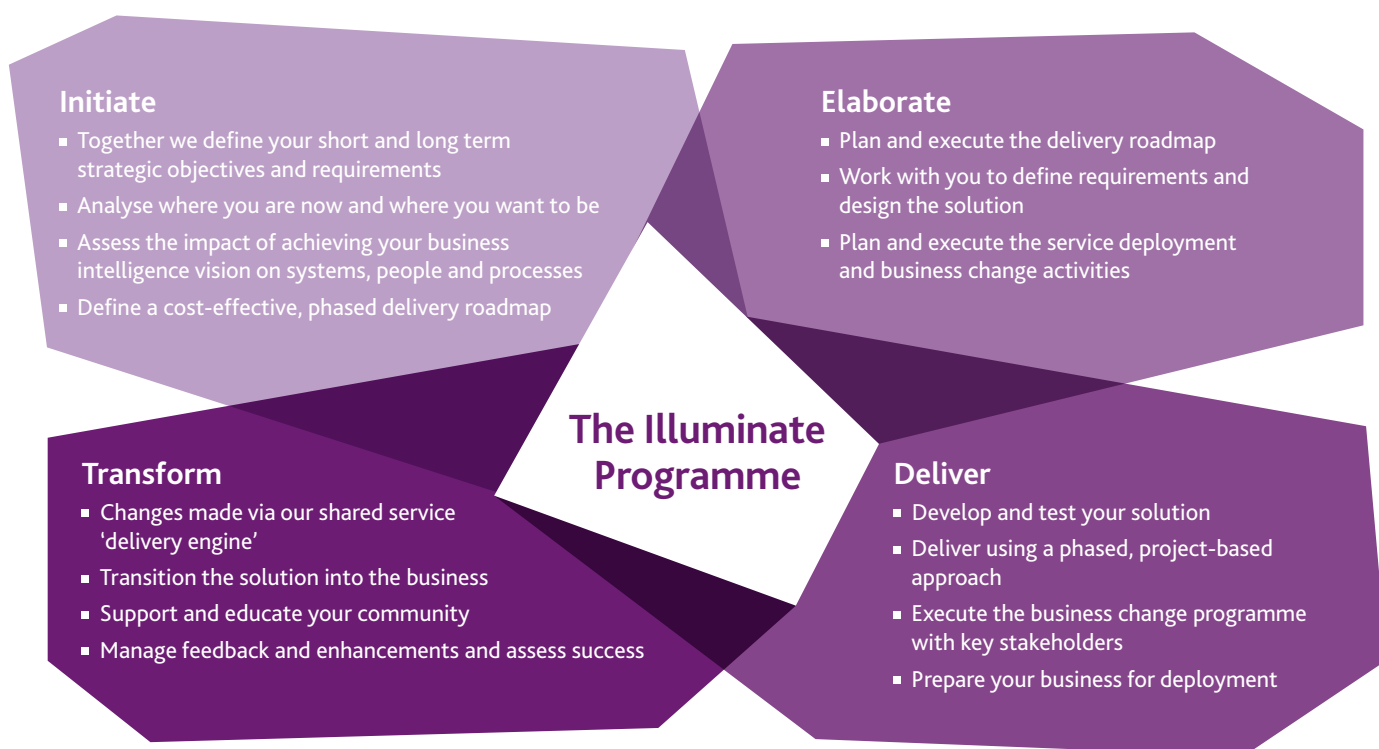 Initiate
▪ Together we define your short and long term
strategic objectives and requirements
▪ Analyse where you are now and where you want to be
▪ Assess the impact of achieving your business
intelligence vision on systems, people and processes
▪ Define a cost-effective, phased delivery roadmap
Elaborate
▪ Plan and execute the delivery roadmap
▪ Work with you to define requirements and
design the solution
▪ Plan and execute the service deployment
and business change activities
The Illuminate
Programme
Transform
▪ Changes made via our shared service
‘delivery engine’
▪ Transition the solution into the business
▪ Support and educate your community
▪ Manage feedback and enhancements and assess success
Deliver
▪ Develop and test your solution
▪ Deliver using a phased, project-based
approach
▪ Execute the business change programme
with key stakeholders
▪ Prepare your business for deployment